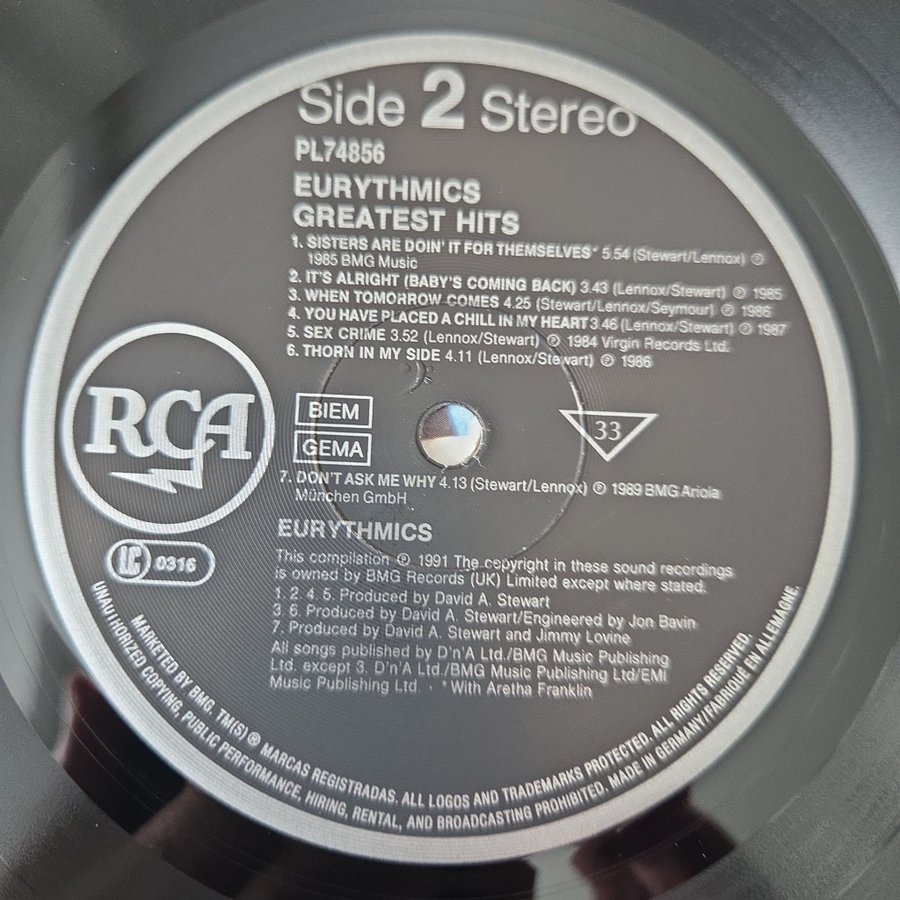 Side 2 Stereo
PL74856
EURYTHMICS
GREATEST HITS
1. SISTERS ARE DOIN' IT FOR THEMSELVES* 5.54 (Stewart/Lennox) ℗
1985 BMG Music
2. IT'S ALRIGHT (BABY'S COMING BACK) 3.43 (Lennox/Stewart) ℗ 1985
3. WHEN TOMORROW COMES 4.25 (Stewart/Lennox/Seymour) ℗ 1986
4. YOU HAVE PLACED A CHILL IN MY HEART 3.46 (Lennox/Stewart) ℗ 1987
5. SEX CRIME 3.52 (Lennox/Stewart) ℗ 1984 Virgin Records Ltd.
6. THORN IN MY SIDE 4.11 (Lennox/Stewart) ℗ 1986
RCA
BIEM
GEMA
33
7. DON'T ASK ME WHY 4.13 (Stewart/Lennox) ℗ 1989 BMG Ariola
München GmbH
EURYTHMICS
LC 0316
This compilation ℗ 1991 The copyright in these sound recordings
is owned by BMG Records (UK) Limited except where stated.
1. 2. 4. 5. Produced by David A. Stewart
3. 6. Produced by David A. Stewart/Engineered by Jon Bavin
7. Produced by David A. Stewart and Jimmy Lovine
All songs published by D'n'A Ltd./BMG Music Publishing
Ltd. except 3. D'n'A Ltd./BMG Music Publishing Ltd/EMI
Music Publishing Ltd. · *With Aretha Franklin
MARKETED BY BMG. TM(S) ® MARCAS REGISTRADAS. ALL LOGOS AND TRADEMARKS PROTECTED. ALL RIGHTS RESERVED.
UNAUTHORIZED COPYING, PUBLIC PERFORMANCE, HIRING, RENTAL, AND BROADCASTING PROHIBITED. MADE IN GERMANY/FABRIQUE EN ALLEMAGNE.